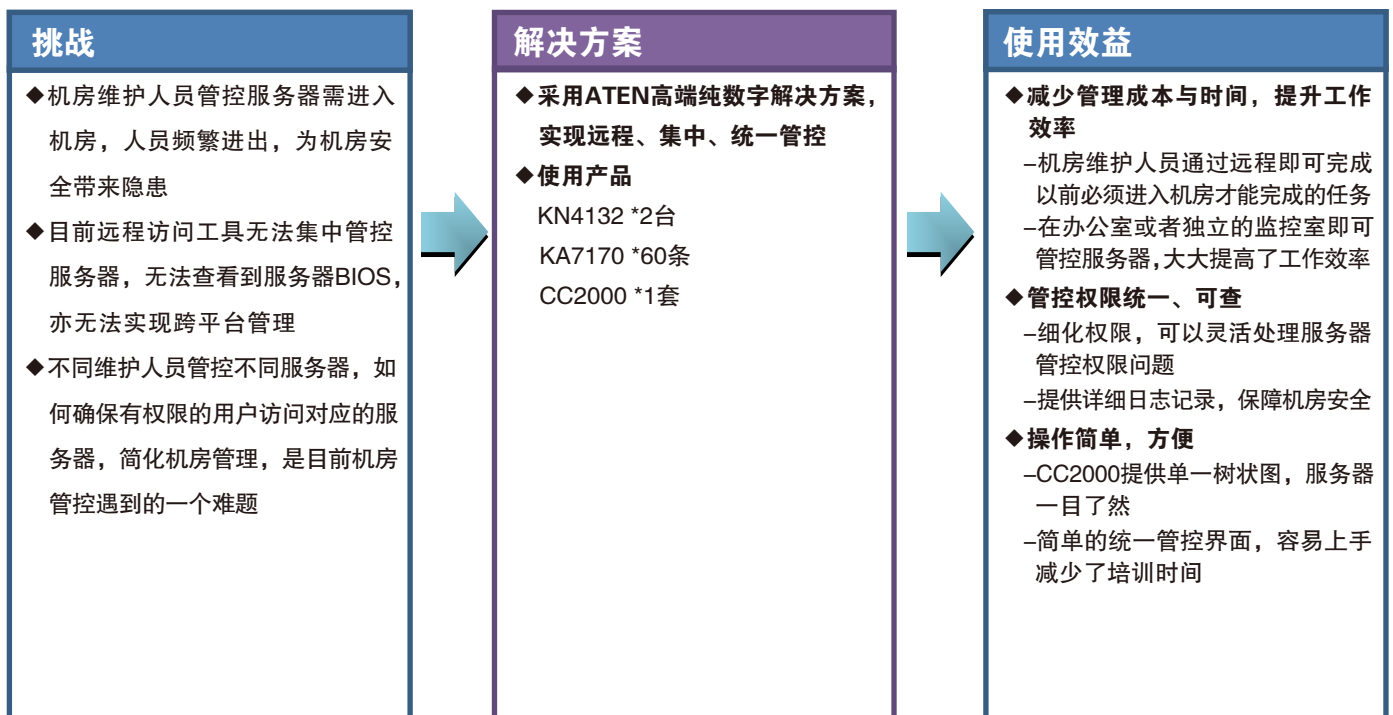 挑战
◆机房维护人员管控服务器需进入
机房，人员频繁进出，为机房安
全带来隐患
◆目前远程访问工具无法集中管控
服务器，无法查看到服务器BIOS，
亦无法实现跨平台管理
◆不同维护人员管控不同服务器，如
何确保有权限的用户访问对应的服
务器，简化机房管理，是目前机房
管控遇到的一个难题
解决方案
◆采用ATEN高端纯数字解决方案，
实现远程、集中、统一管控
◆使用产品
KN4132 *2台
KA7170 *60条
CC2000 *1套
使用效益
◆减少管理成本与时间，提升工作
效率
–机房维护人员通过远程即可完成
以前必须进入机房才能完成的任务
–在办公室或者独立的监控室即可
管控服务器，大大提高了工作效率
◆管控权限统一、可查
–细化权限，可以灵活处理服务器
管控权限问题
–提供详细日志记录，保障机房安全
◆操作简单，方便
–CC2000提供单一树状图，服务器
一目了然
–简单的统一管控界面，容易上手
减少了培训时间